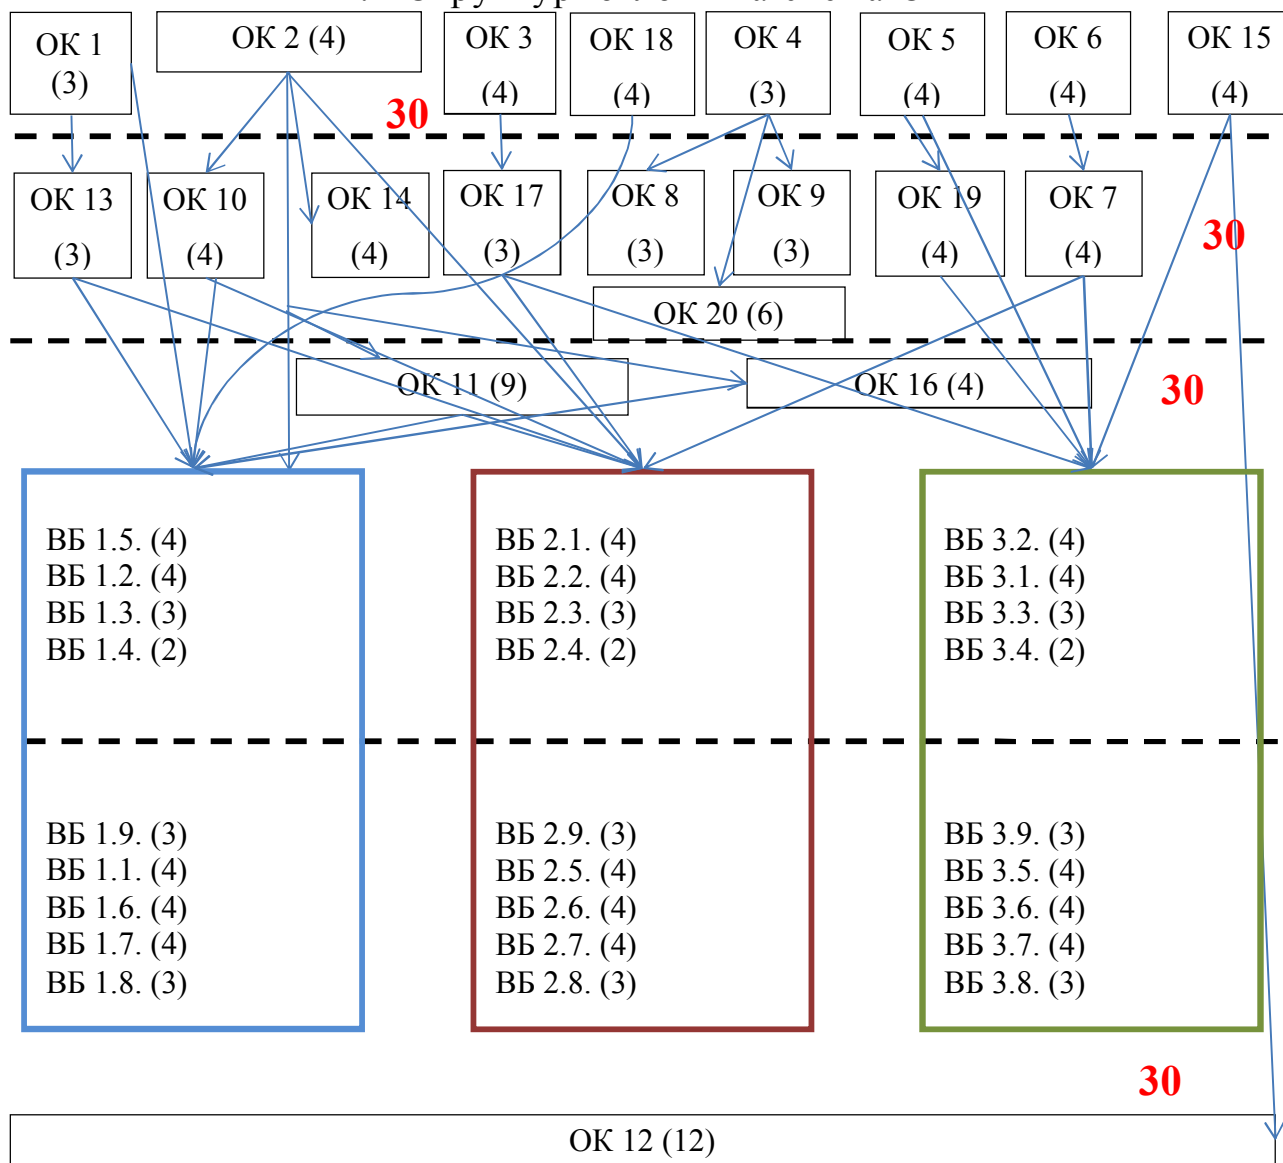 ОК 1
(3)
ОК 2 (4)
ОК 3
(4)
ОК 18
(4)
ОК 4
(3)
ОК 5
(4)
ОК 6
(4)
ОК 15
(4)
30
ОК 13
(3)
ОК 10
(4)
ОК 14
(4)
ОК 17
(3)
ОК 8
(3)
ОК 9
(3)
ОК 19
(4)
ОК 7
(4)
30
ОК 20 (6)
ОК 11 (9)
ОК 16 (4)
30
ВБ 1.5. (4)
ВБ 1.2. (4)
ВБ 1.3. (3)
ВБ 1.4. (2)
ВБ 2.1. (4)
ВБ 2.2. (4)
ВБ 2.3. (3)
ВБ 2.4. (2)
ВБ 3.2. (4)
ВБ 3.1. (4)
ВБ 3.3. (3)
ВБ 3.4. (2)
ВБ 1.9. (3)
ВБ 1.1. (4)
ВБ 1.6. (4)
ВБ 1.7. (4)
ВБ 1.8. (3)
ВБ 2.9. (3)
ВБ 2.5. (4)
ВБ 2.6. (4)
ВБ 2.7. (4)
ВБ 2.8. (3)
ВБ 3.9. (3)
ВБ 3.5. (4)
ВБ 3.6. (4)
ВБ 3.7. (4)
ВБ 3.8. (3)
30
ОК 12 (12)